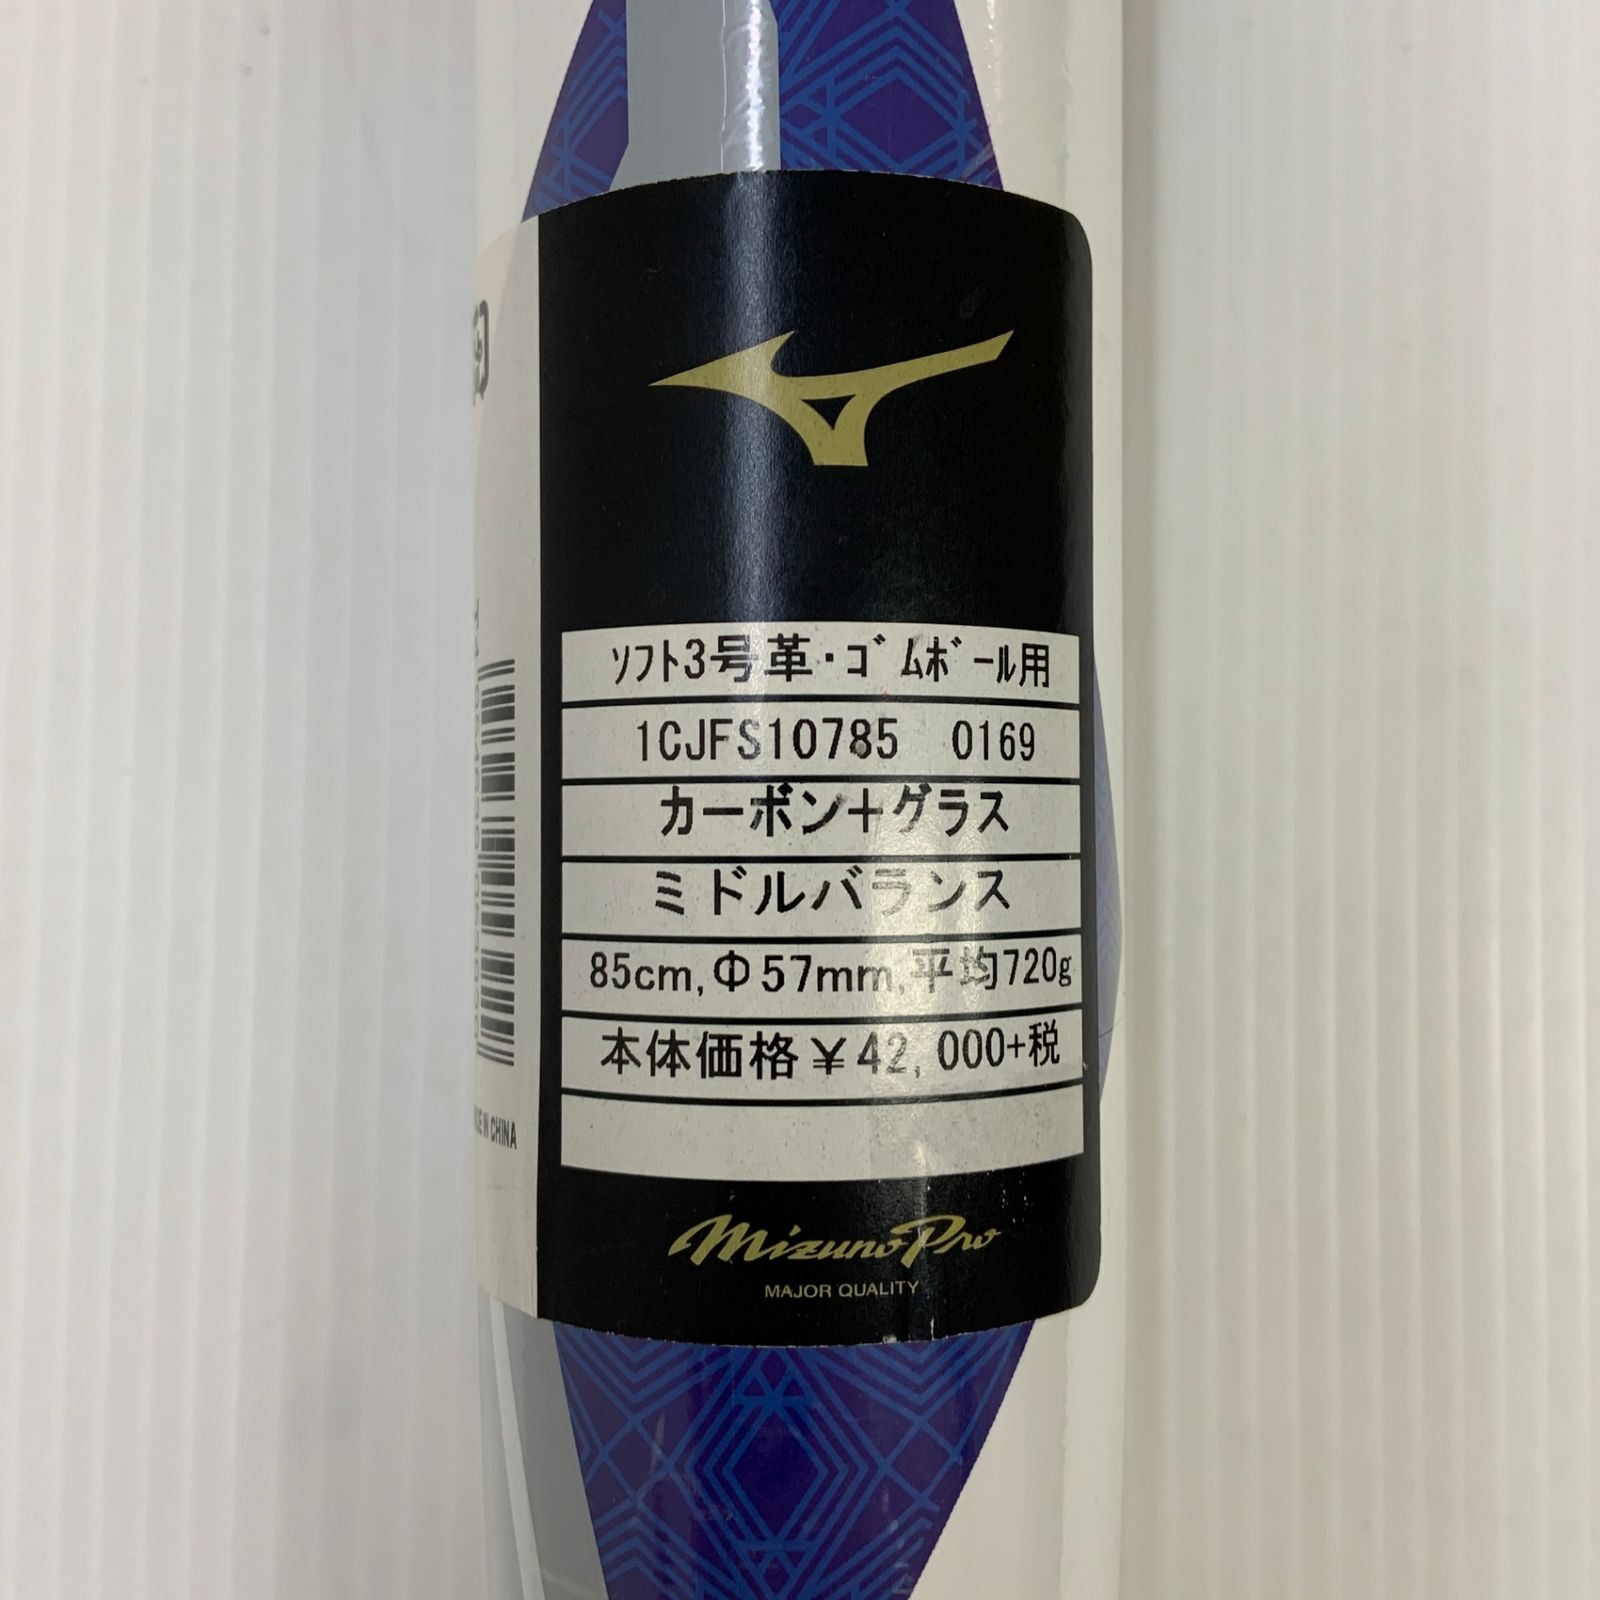 ソフト3号革・ゴムボール用
1CJFS10785 0169
カーボン+グラス
ミドルバランス
85cm,Φ57mm,平均720g
本体価格¥42,000+税
IN CHINA
Mizuno Pro
MAJOR QUALITY